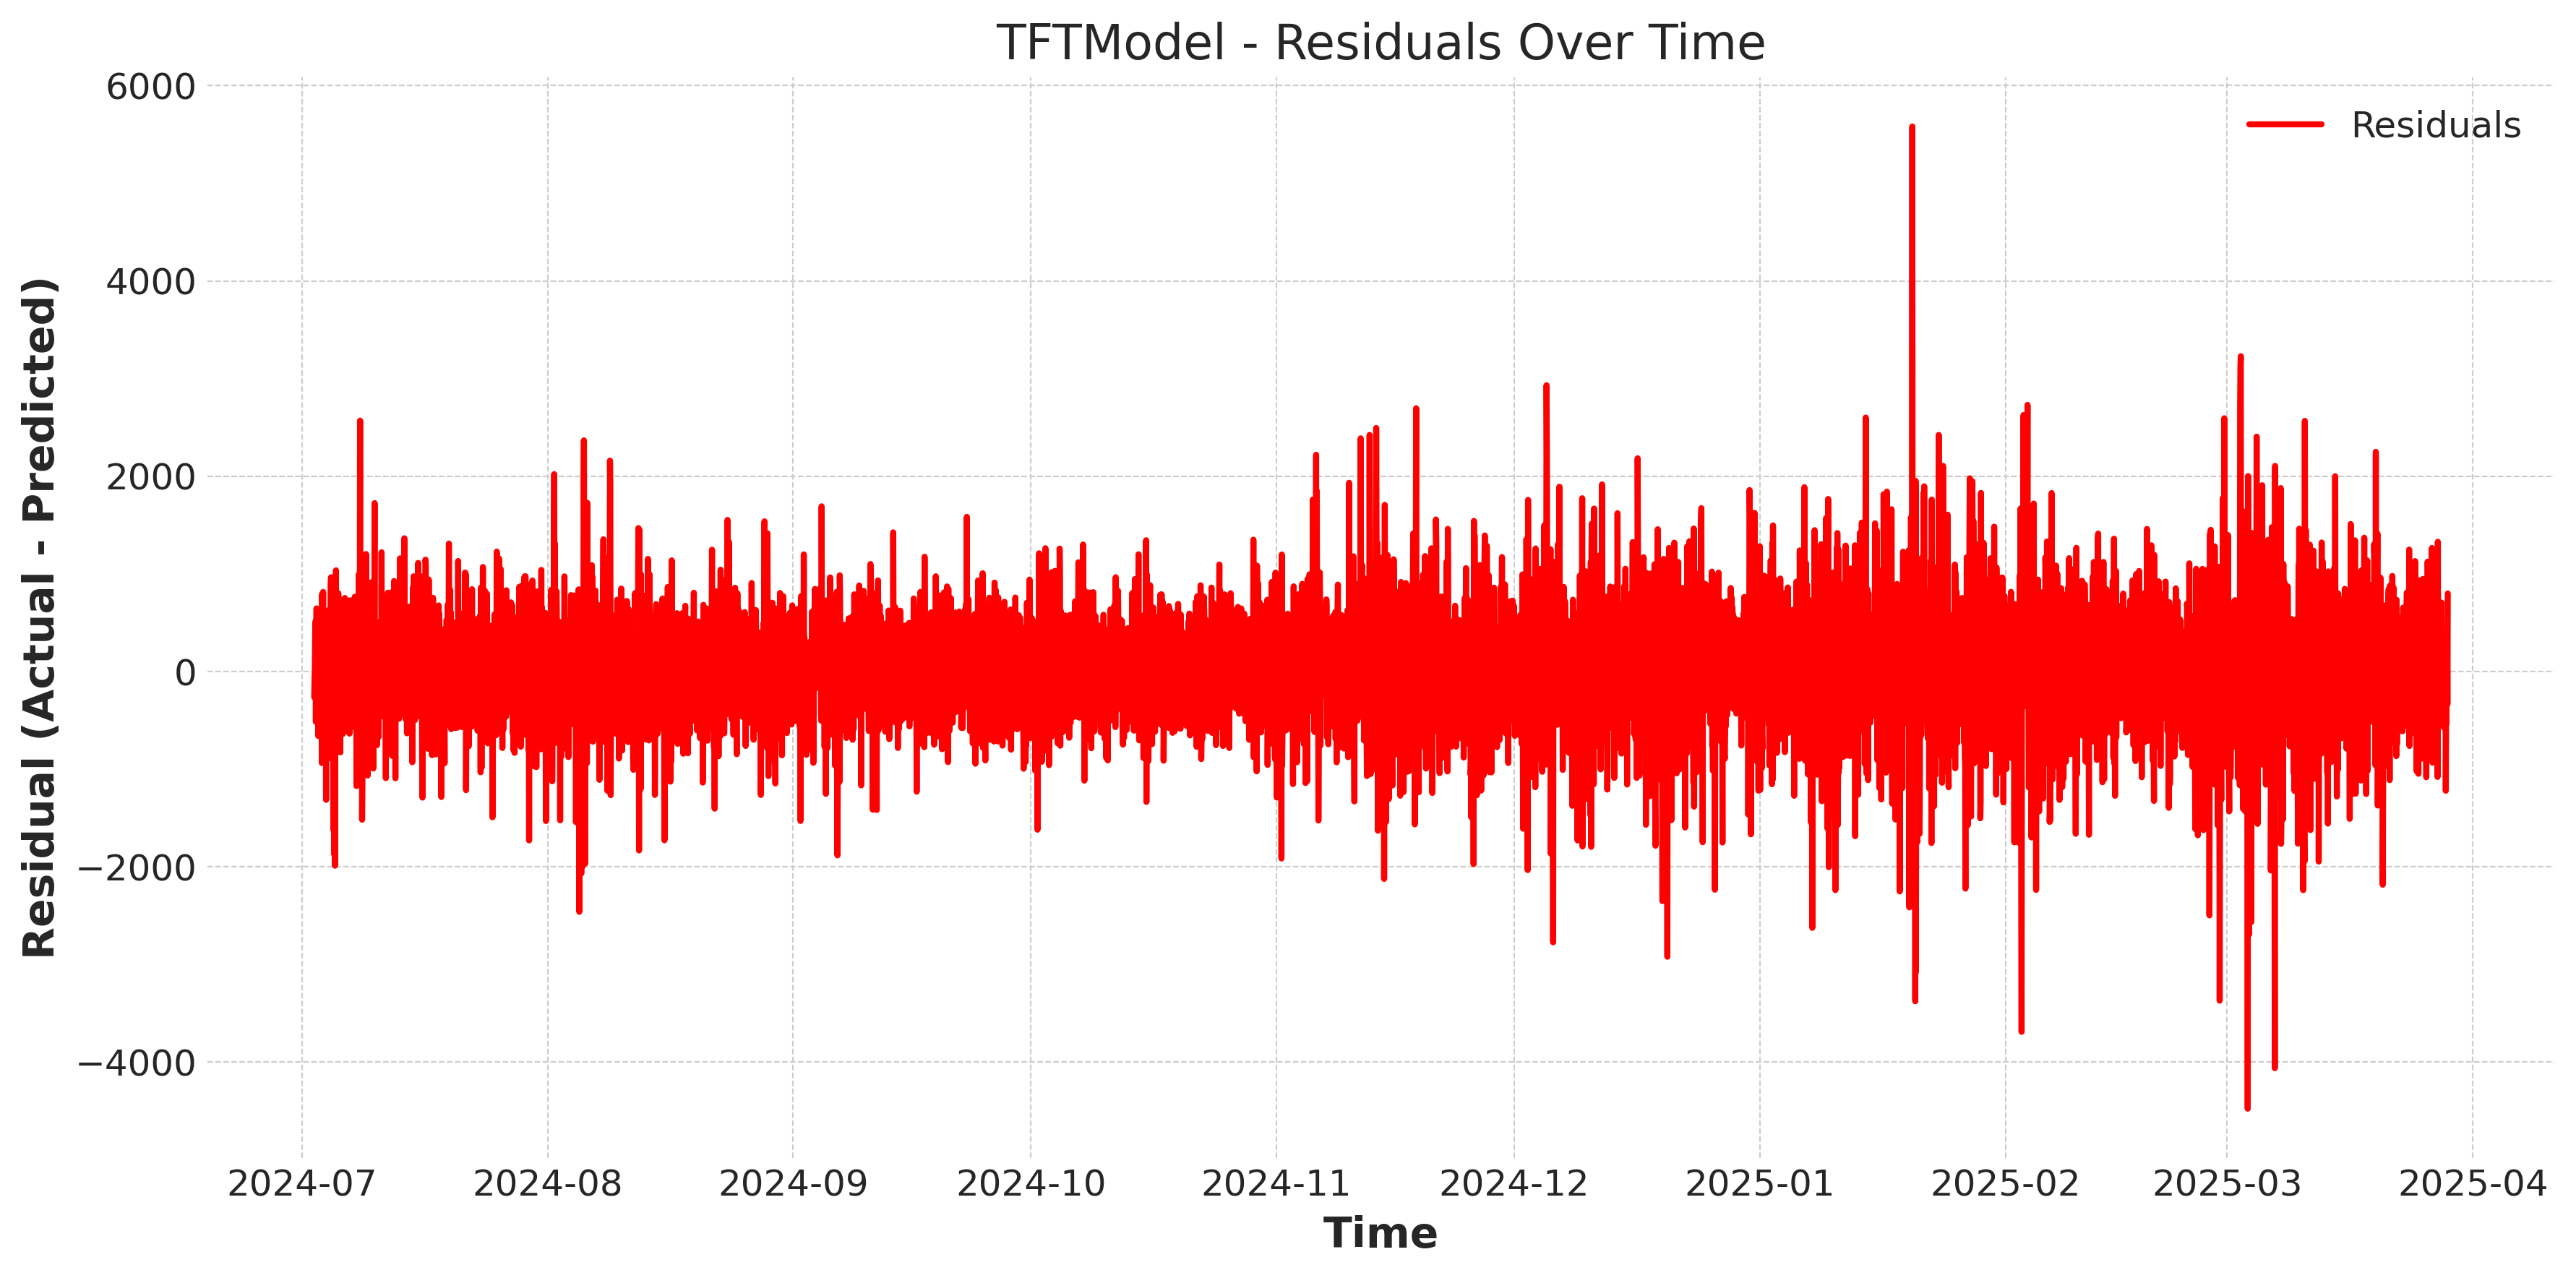 TFTModel - Residuals Over Time
6000
4000
2000
0
−2000
−4000
Residual (Actual - Predicted)
Residuals
2024-07 2024-08 2024-09 2024-10 2024-11 2024-12 2025-01 2025-02 2025-03 2025-04
Time